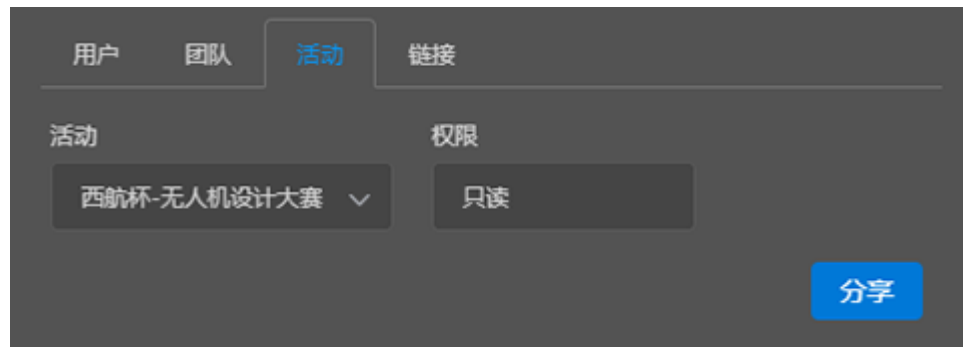 用户 团队 活动 链接
活动 权限
西航杯-无人机设计大赛 只读
分享